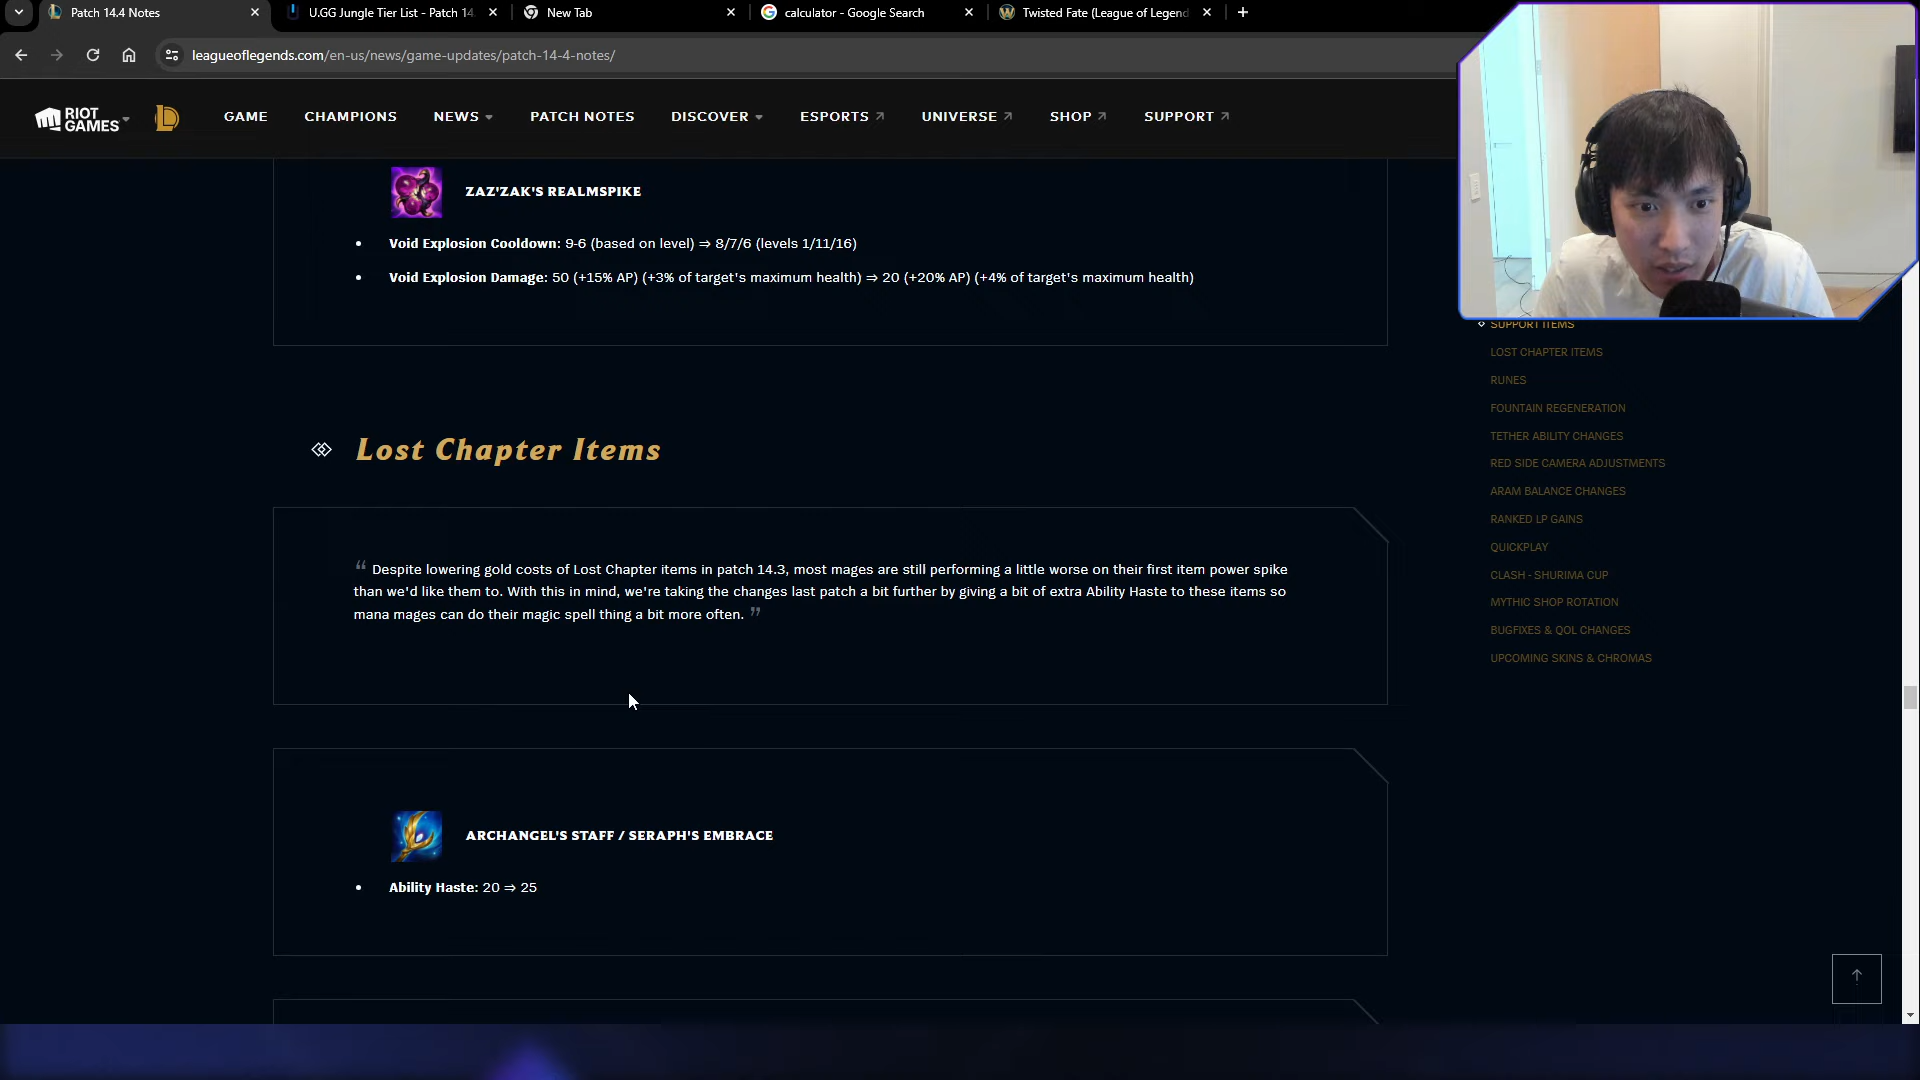 Patch 14.4 Notes
U.GG Jungle Tier List - Patch 14.
New Tab
calculator - Google Search
Twisted Fate (League of Legend
leagueoflegends.com/en-us/news/game-updates/patch-14-4-notes/
RIOT GAMES
GAME
CHAMPIONS
NEWS
PATCH NOTES
DISCOVER
ESPORTS
UNIVERSE
SHOP
SUPPORT
ZAZ'ZAK'S REALMSPIKE
Void Explosion Cooldown: 9-6 (based on level) ⇒ 8/7/6 (levels 1/11/16)
Void Explosion Damage: 50 (+15% AP) (+3% of target's maximum health) ⇒ 20 (+20% AP) (+4% of target's maximum health)
Lost Chapter Items
“ Despite lowering gold costs of Lost Chapter items in patch 14.3, most mages are still performing a little worse on their first item power spike
than we'd like them to. With this in mind, we're taking the changes last patch a bit further by giving a bit of extra Ability Haste to these items so
mana mages can do their magic spell thing a bit more often. ”
ARCHANGEL'S STAFF / SERAPH'S EMBRACE
Ability Haste: 20 ⇒ 25
SUPPORT ITEMS
LOST CHAPTER ITEMS
RUNES
FOUNTAIN REGENERATION
TETHER ABILITY CHANGES
RED SIDE CAMERA ADJUSTMENTS
ARAM BALANCE CHANGES
RANKED LP GAINS
QUICKPLAY
CLASH - SHURIMA CUP
MYTHIC SHOP ROTATION
BUGFIXES & QOL CHANGES
UPCOMING SKINS & CHROMAS